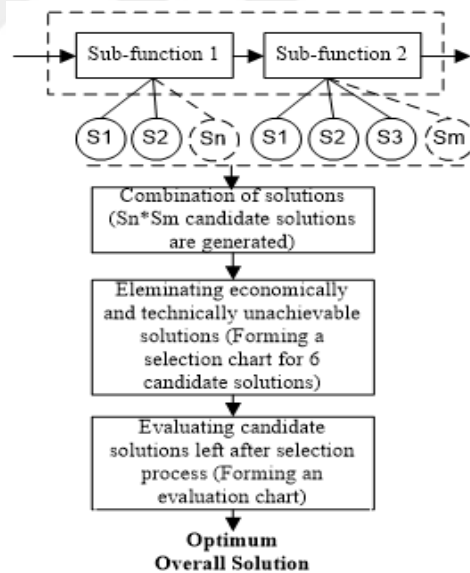 Sub-function 1 Sub-function 2
S1 S2 Sn S1 S2 S3 Sm
Combination of solutions
(Sn*Sm candidate solutions
are generated)
Eleminating economically
and technically unachievable
solutions (Forming a
selection chart for 6
candidate solutions)
Evaluating candidate
solutions left after selection
process (Forming an
evaluation chart)
Optimum
Overall Solution